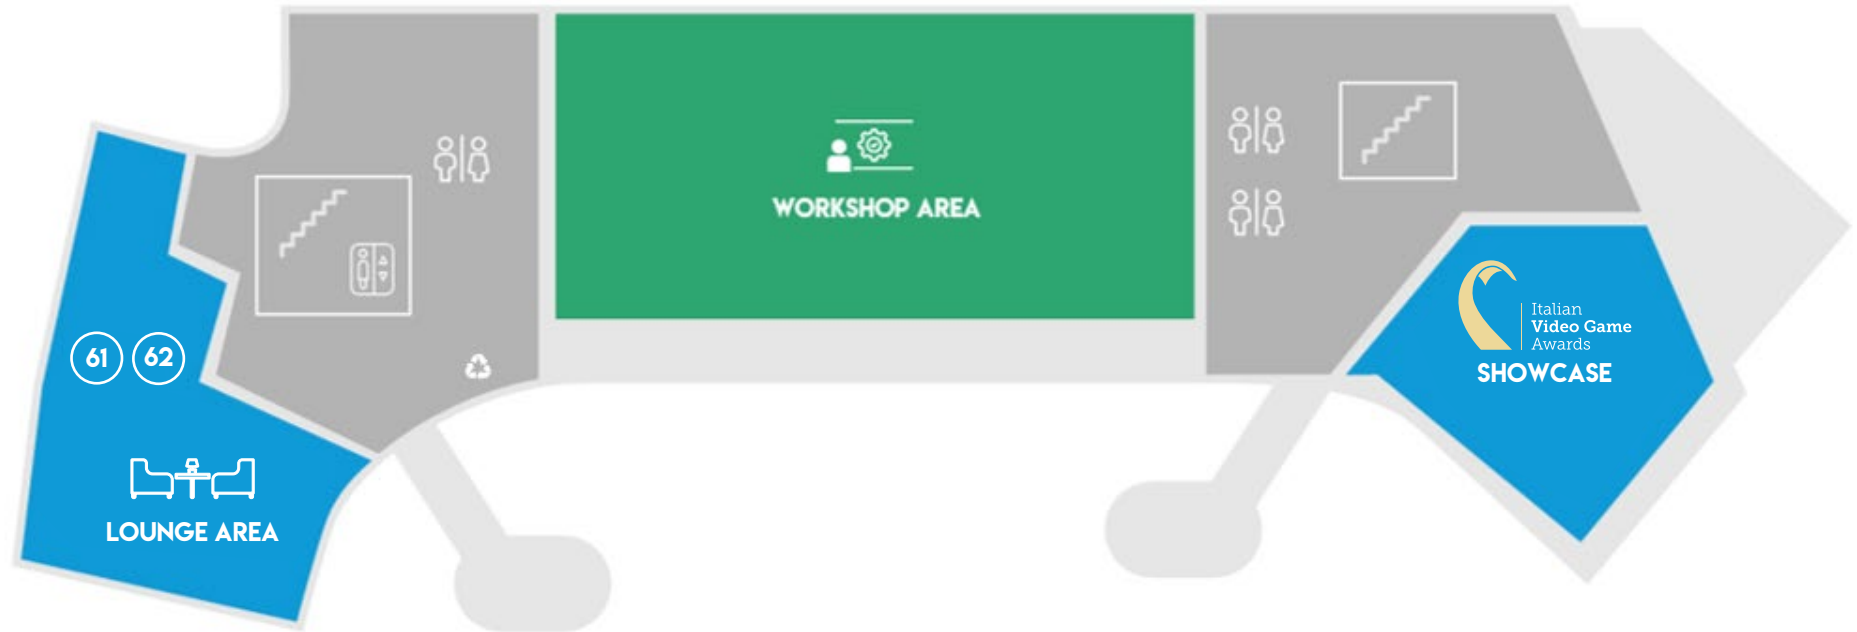 WORKSHOP AREA
61
62
LOUNGE AREA
Italian
Video Game
Awards
SHOWCASE